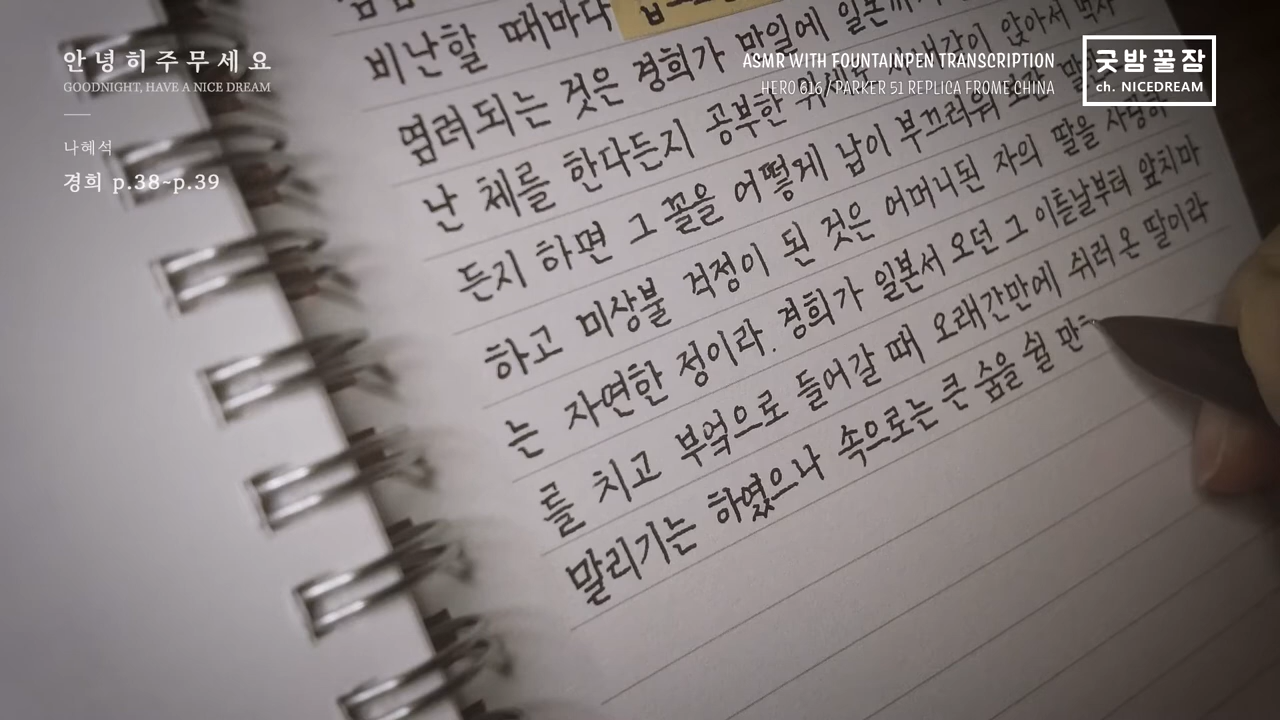 안녕히주무세요
GOODNIGHT, HAVE A NICE DREAM
나혜석
경희 p.38~p.39
ASMR WITH FOUNTAINPEN TRANSCRIPTION
HERO 616 / PARKER 51 REPLICA FROME CHINA
굿밤꿀잠
ch. NICEDREAM
비난할 때마다
염려되는 것은 경희가 만일에
난 체를 한다든지 공부한
든지 하면 그 꼴을 어떻게 남이 부끄러워
하고 미상불 걱정이 된 것은 어머니된 자의 딸을 사랑하
는 자연한 정이라. 경희가 일본서 오던 그 이튿날부터 앞치마
를 치고 부엌으로 들어갈 때 오래간만에 쉬러 온 딸이라
말리기는 하였으나 속으로는 큰 숨을 쉴 만